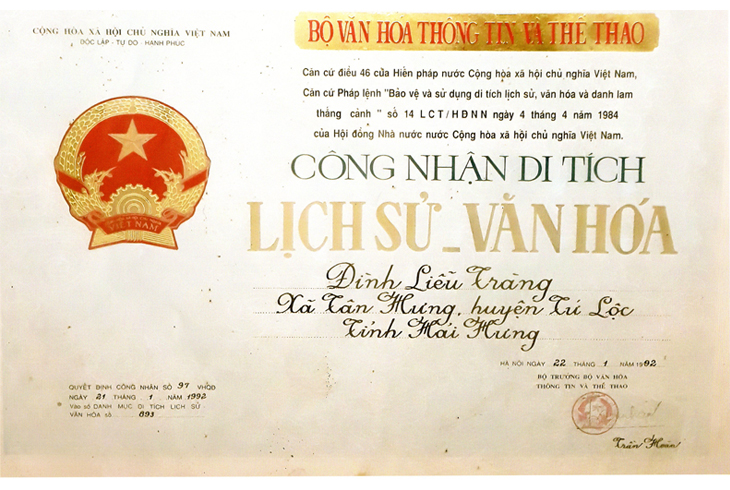 CỘNG HÒA XÃ HỘI CHỦ NGHĨA VIỆT NAM
ĐỘC LẬP - TỰ DO - HẠNH PHÚC
VIỆT NAM
BỘ VĂN HÓA THÔNG TIN VÀ THỂ THAO
Căn cứ điều 46 của Hiến pháp nước Cộng hòa xã hội chủ nghĩa Việt Nam,
Căn cứ Pháp lệnh "Bảo vệ và sử dụng di tích lịch sử, văn hóa và danh lam
thắng cảnh" số 14 LCT/HĐNN ngày 4 tháng 4 năm 1984
của Hội đồng Nhà nước nước Cộng hòa xã hội chủ nghĩa Việt Nam.
CÔNG NHẬN DI TÍCH
LỊCH SỬ _ VĂN HÓA
Đình Liễu Tràng
Xã Tân Hưng, huyện Tứ Lộc
Tỉnh Hải Hưng
HÀ NỘI NGÀY 22 THÁNG 1 NĂM 1992
BỘ TRƯỞNG BỘ VĂN HÓA
THÔNG TIN VÀ THỂ THAO
Trần Hoàn
QUYẾT ĐỊNH CÔNG NHẬN SỐ 97 VHQĐ
NGÀY 21 THÁNG 1 NĂM 1992
Vào sổ DANH MỤC DI TÍCH LỊCH SỬ -
VĂN HÓA số 893